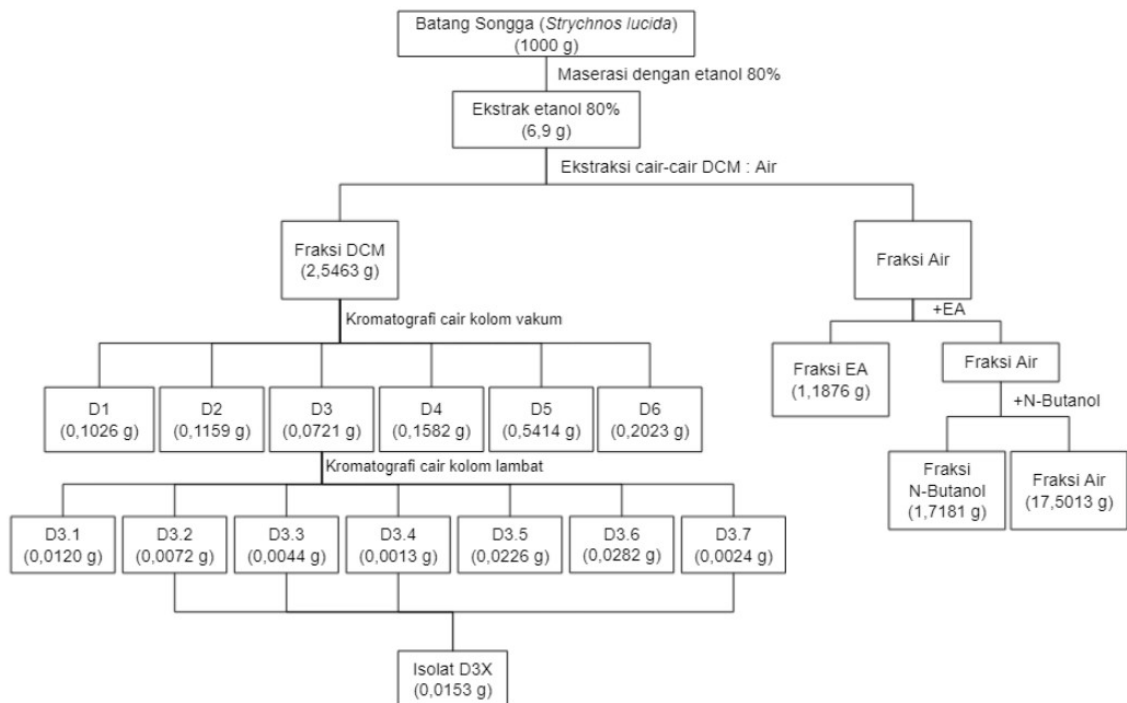 Batang Songga (Strychnos lucida)
(1000 g)
Maserasi dengan etanol 80%
Ekstrak etanol 80%
(6,9 g)
Ekstraksi cair-cair DCM : Air
Fraksi DCM
(2,5463 g)
Fraksi Air
Kromatografi cair kolom vakum
+EA
Fraksi EA
(1,1876 g)
Fraksi Air
+N-Butanol
D1
(0,1026 g)
D2
(0,1159 g)
D3
(0,0721 g)
D4
(0,1582 g)
D5
(0,5414 g)
D6
(0,2023 g)
Fraksi
N-Butanol
(1,7181 g)
Fraksi Air
(17,5013 g)
Kromatografi cair kolom lambat
D3.1
(0,0120 g)
D3.2
(0,0072 g)
D3.3
(0,0044 g)
D3.4
(0,0013 g)
D3.5
(0,0226 g)
D3.6
(0,0282 g)
D3.7
(0,0024 g)
Isolat D3X
(0,0153 g)